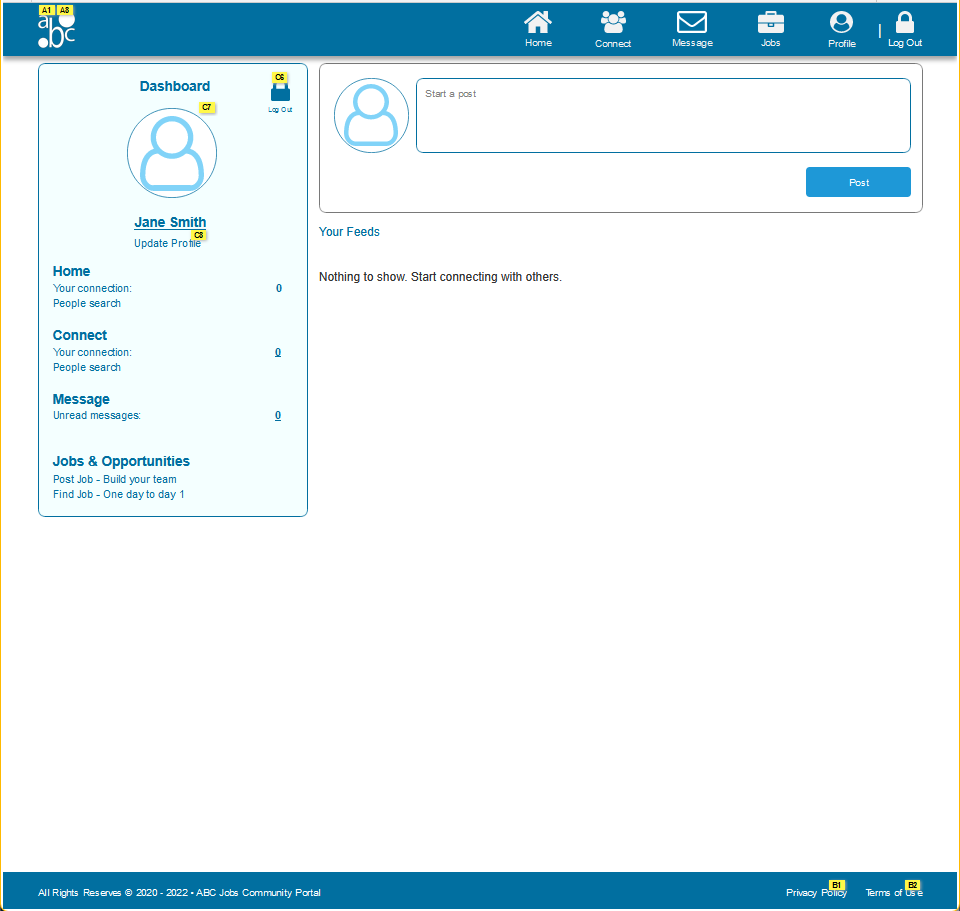 A1 A8
abc
Home
Connect
Message
Jobs
Profile
|
Log Out
Dashboard
C6
Log Out
C7
Jane Smith
C8
Update Profile
Home
Your connection: 0
People search
Connect
Your connection: 0
People search
Message
Unread messages: 0
Jobs & Opportunities
Post Job - Build your team
Find Job - One day to day 1
Start a post
Post
Your Feeds
Nothing to show. Start connecting with others.
All Rights Reserves © 2020 - 2022 • ABC Jobs Community Portal
B1
Privacy Policy
B2
Terms of Use